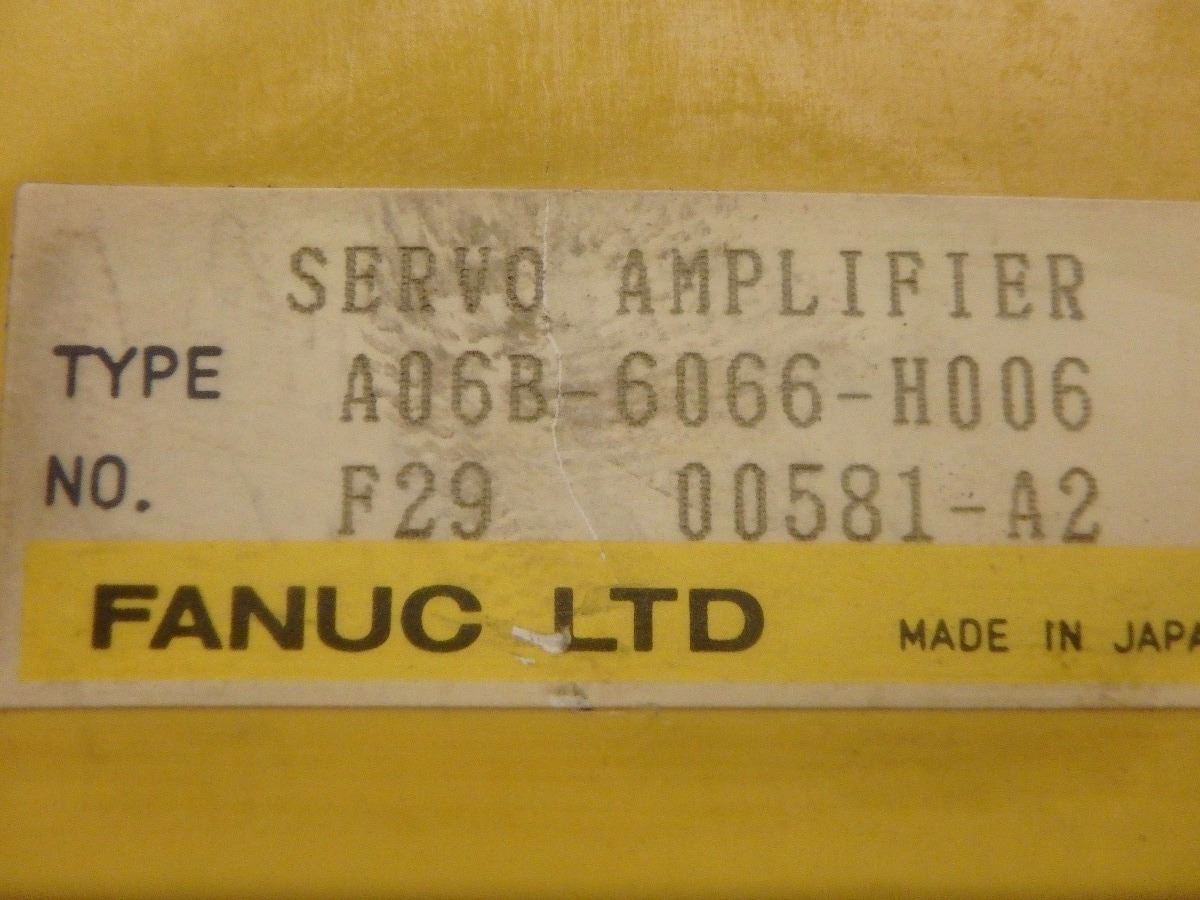 SERVO AMPLIFIER
TYPE A06B-6066-H006
NO. F29 00581-A2
FANUC LTD MADE IN JAPA